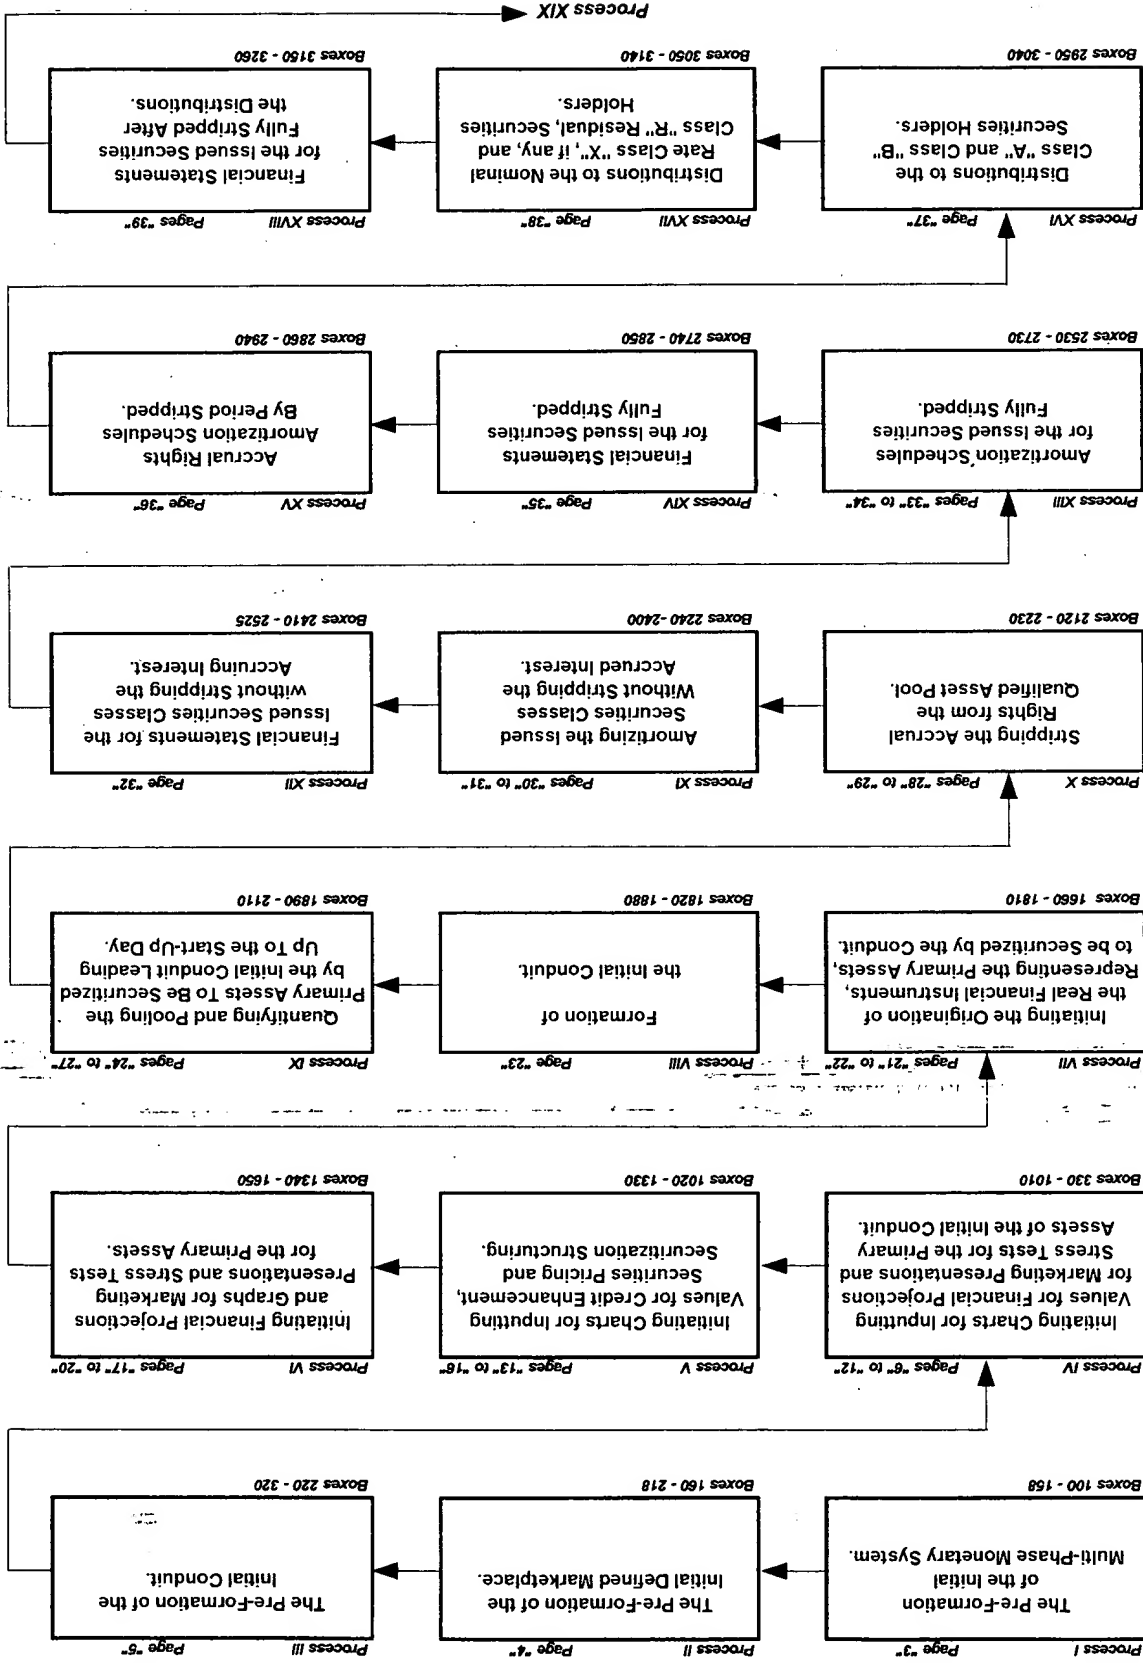 Process I Page "3"
The Pre-Formation
of the Initial
Multi-Phase Monetary System.
Boxes 100 - 158
Process II Page "4"
The Pre-Formation of the
Initial Defined Marketplace.
Boxes 160 - 218
Process III Page "5"
The Pre-Formation of the
Initial Conduit.
Boxes 220 - 320
Process IV Pages "6" to "12"
Initiating Charts for Inputting
Values for Financial Projections
for Marketing Presentations and
Stress Tests for the Primary
Assets of the Initial Conduit.
Boxes 330 - 1010
Process V Pages "13" to "16"
Initiating Charts for Inputting
Values for Credit Enhancement,
Securities Pricing and
Securitization Structuring.
Boxes 1020 - 1330
Process VI Pages "17" to "20"
Initiating Financial Projections
and Graphs for Marketing
Presentations and Stress Tests
for the Primary Assets.
Boxes 1340 - 1650
Process VII Pages "21" to "22"
Initiating the Origination of
the Real Financial Instruments,
Representing the Primary Assets,
to be Securitized by the Conduit.
Boxes 1660 - 1810
Process VIII Page "23"
Formation of
the Initial Conduit.
Boxes 1820 - 1880
Process IX Pages "24" to "27"
Quantifying and Pooling the
Primary Assets To Be Securitized
by the Initial Conduit Leading
Up To the Start-Up Day.
Boxes 1890 - 2110
Process X Pages "28" to "29"
Stripping the Accrual
Rights from the
Qualified Asset Pool.
Boxes 2120 - 2230
Process XI Pages "30" to "31"
Amortizing the Issued
Securities Classes
Without Stripping the
Accrued Interest.
Boxes 2240 -2400
Process XII Page "32"
Financial Statements for the
Issued Securities Classes
without Stripping the
Accruing Interest.
Boxes 2410 - 2525
Process XIII Pages "33" to "34"
Amortization Schedules
for the Issued Securities
Fully Stripped.
Boxes 2530 - 2730
Process XIV Page "35"
Financial Statements
for the Issued Securities
Fully Stripped.
Boxes 2740 - 2850
Process XV Page "36"
Accrual Rights
Amortization Schedules
By Period Stripped.
Boxes 2860 - 2940
Process XVI Page "37"
Distributions to the
Class "A" and Class "B"
Securities Holders.
Boxes 2950 - 3040
Process XVII Page "38"
Distributions to the Nominal
Rate Class "X", if any, and
Class "R" Residual, Securities
Holders.
Boxes 3050 - 3140
Process XVIII Pages "39"
Financial Statements
for the Issued Securities
Fully Stripped After
the Distributions.
Boxes 3150 - 3260
Process XIX